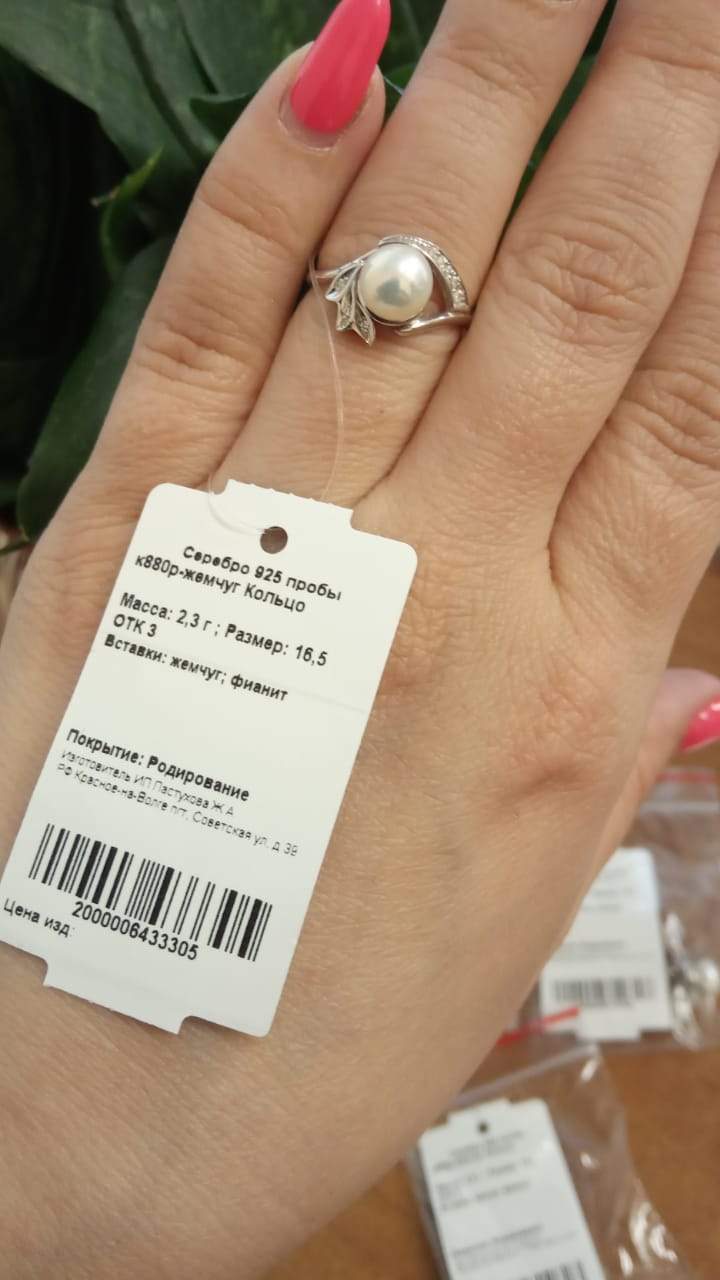 Серебро 925 пробы
к880р-жемчуг Кольцо
Масса: 2,3 г ; Размер: 16,5
ОТК 3
Вставки: жемчуг; фианит
Покрытие: Родирование
Изготовитель ИП Пастухова Ж.А
РФ Красное-на-Волге пгт, Советская ул, д 39
2000006433305
Цена изд: